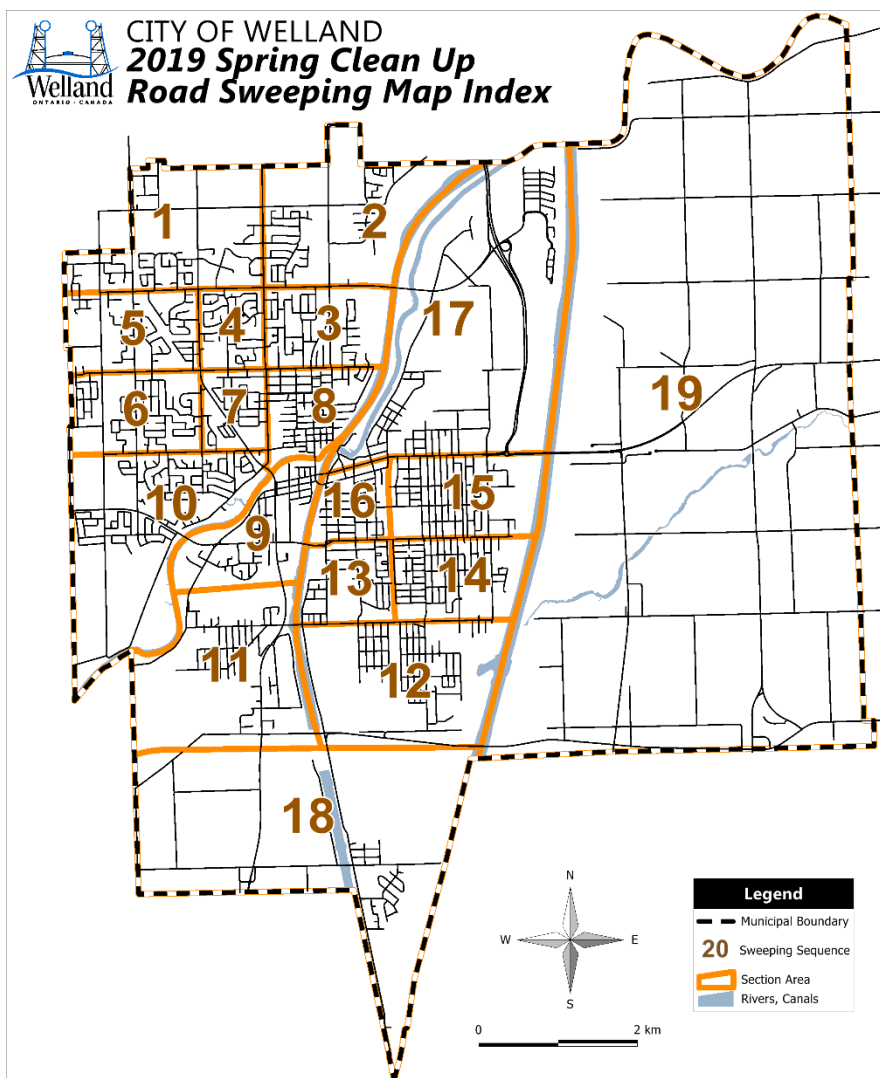 CITY OF WELLAND
2019 Spring Clean Up
Road Sweeping Map Index
Welland
ONTARIO · CANADA
1
2
3
4
5
6
7
8
9
10
11
12
13
14
15
16
17
18
19
N
W
E
S
0
2 km
Legend
Municipal Boundary
20 Sweeping Sequence
Section Area
Rivers, Canals